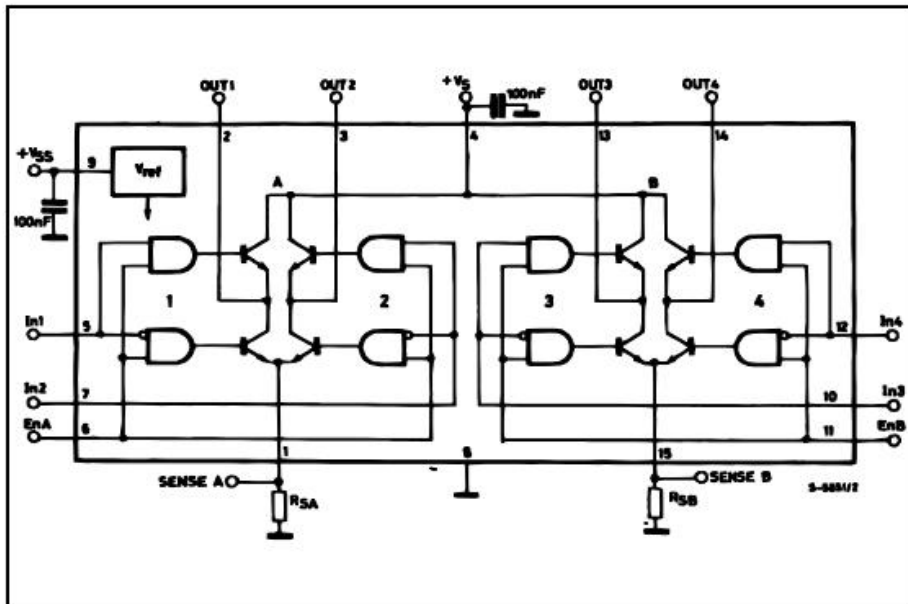 OUT1 OUT2 +VS 100nF OUT3 OUT4
2 3 4 13 14
+VSS 9 Vref A B
100nF
1 2 3 4
In1 5 12 In4
In2 7 10 In3
EnA 6 11 EnB
1 8 15
SENSE A SENSE B
RSA RSB